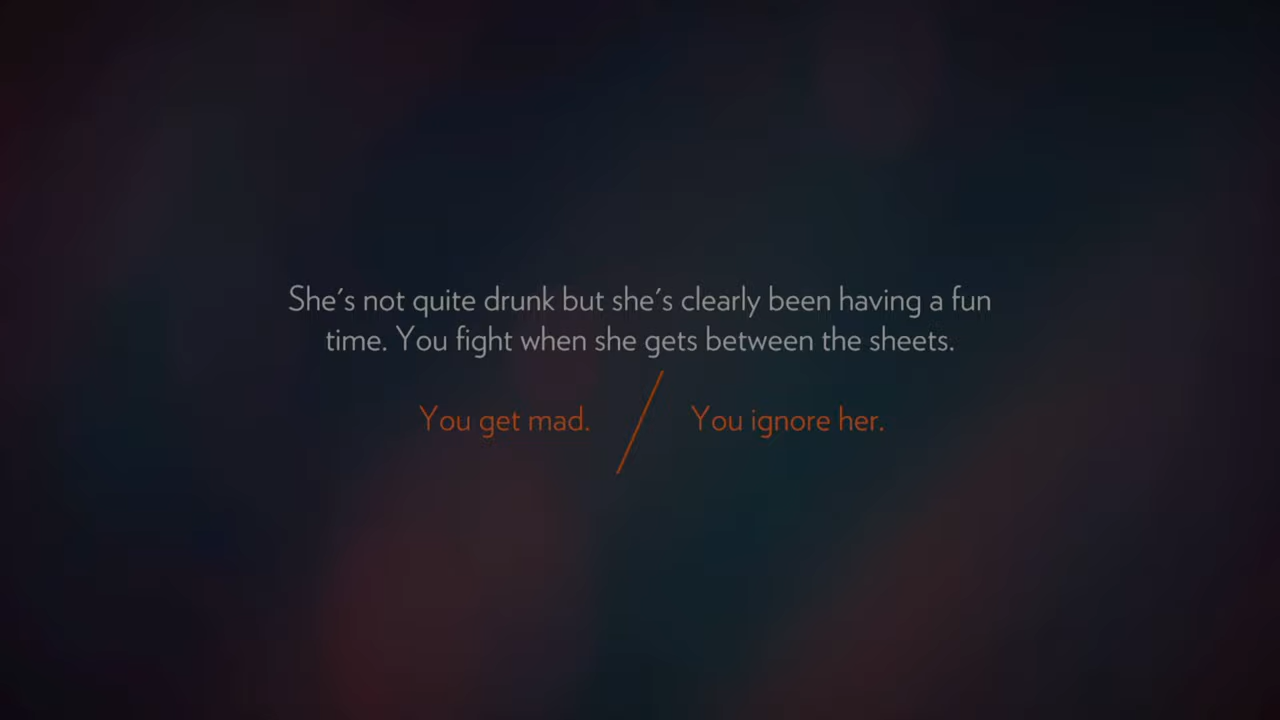 She's not quite drunk but she's clearly been having a fun
time. You fight when she gets between the sheets.
You get mad. / You ignore her.